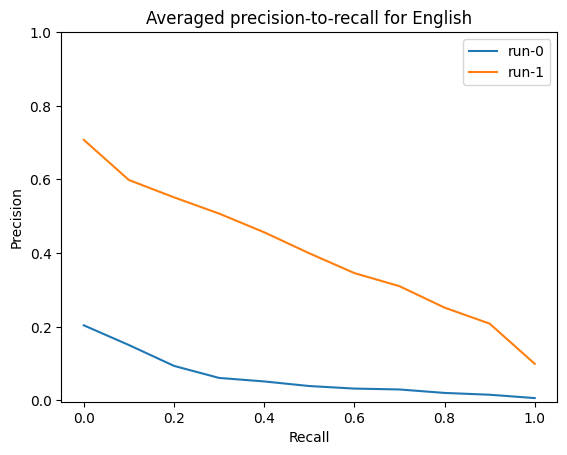 Averaged precision-to-recall for English
1.0
0.8
0.6
0.4
0.2
0.0
Precision
run-0
run-1
0.0 0.2 0.4 0.6 0.8 1.0
Recall